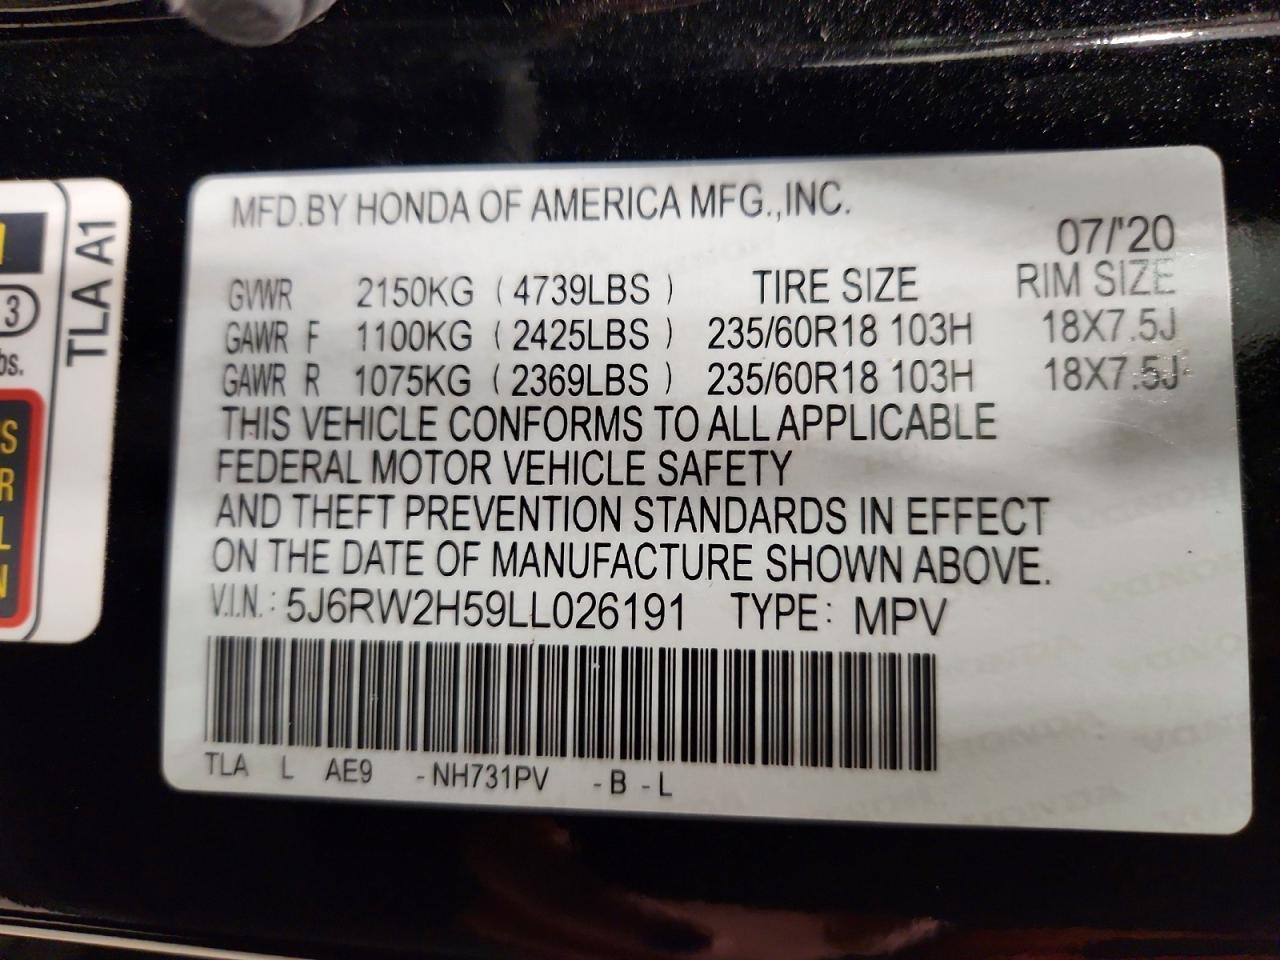 MFD.BY HONDA OF AMERICA MFG.,INC.
07/'20
GVWR 2150KG ( 4739LBS ) TIRE SIZE RIM SIZE
GAWR F 1100KG ( 2425LBS ) 235/60R18 103H 18X7.5J
GAWR R 1075KG ( 2369LBS ) 235/60R18 103H 18X7.5J
THIS VEHICLE CONFORMS TO ALL APPLICABLE
FEDERAL MOTOR VEHICLE SAFETY
AND THEFT PREVENTION STANDARDS IN EFFECT
ON THE DATE OF MANUFACTURE SHOWN ABOVE.
V.I.N.: 5J6RW2H59LL026191 TYPE: MPV
TLA L AE9 -NH731PV -B -L
TLA A1
3